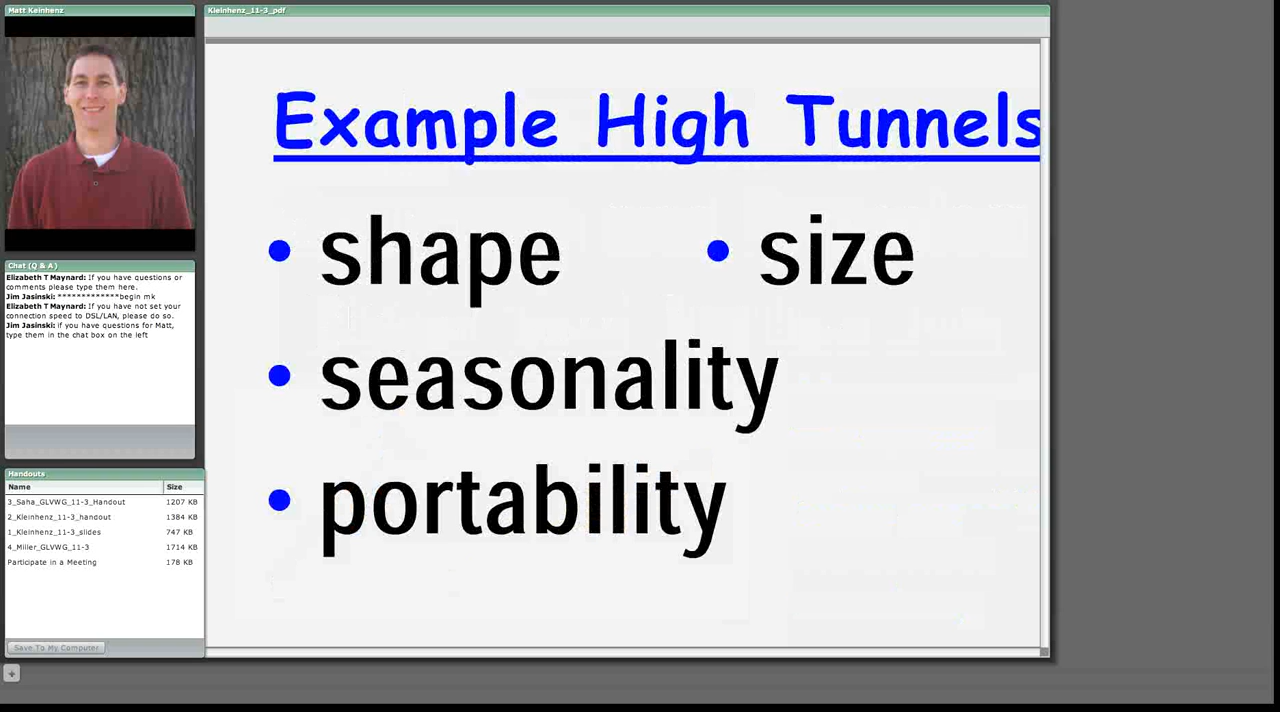 Matt Keinhenz
Kleinhenz_11-3_pdf
Example High Tunnels
• shape • size
• seasonality
• portability
Chat (Q & A)
Elizabeth T Maynard: If you have questions or
comments please type them here.
Jim Jasinski: *************begin mk
Elizabeth T Maynard: If you have not set your
connection speed to DSL/LAN, please do so.
Jim Jasinski: if you have questions for Matt,
type them in the chat box on the left
Handouts
Name Size
3_Saha_GLVWG_11-3_Handout 1207 KB
2_Kleinhenz_11-3_handout 1384 KB
1_Kleinhenz_11-3_slides 747 KB
4_Miller_GLVWG_11-3 1714 KB
Participate in a Meeting 178 KB
Save To My Computer